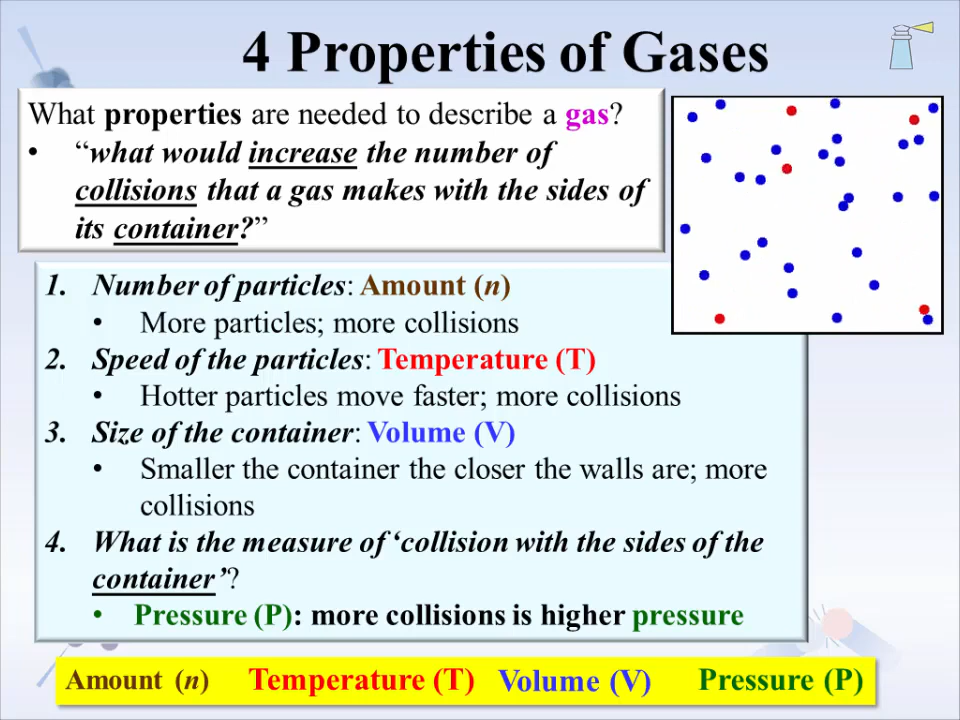 4 Properties of Gases
What properties are needed to describe a gas?
• “what would increase the number of
collisions that a gas makes with the sides of
its container?”
1. Number of particles: Amount (n)
• More particles; more collisions
2. Speed of the particles: Temperature (T)
• Hotter particles move faster; more collisions
3. Size of the container: Volume (V)
• Smaller the container the closer the walls are; more
collisions
4. What is the measure of ‘collision with the sides of the
container’?
• Pressure (P): more collisions is higher pressure
Amount (n) Temperature (T) Volume (V) Pressure (P)